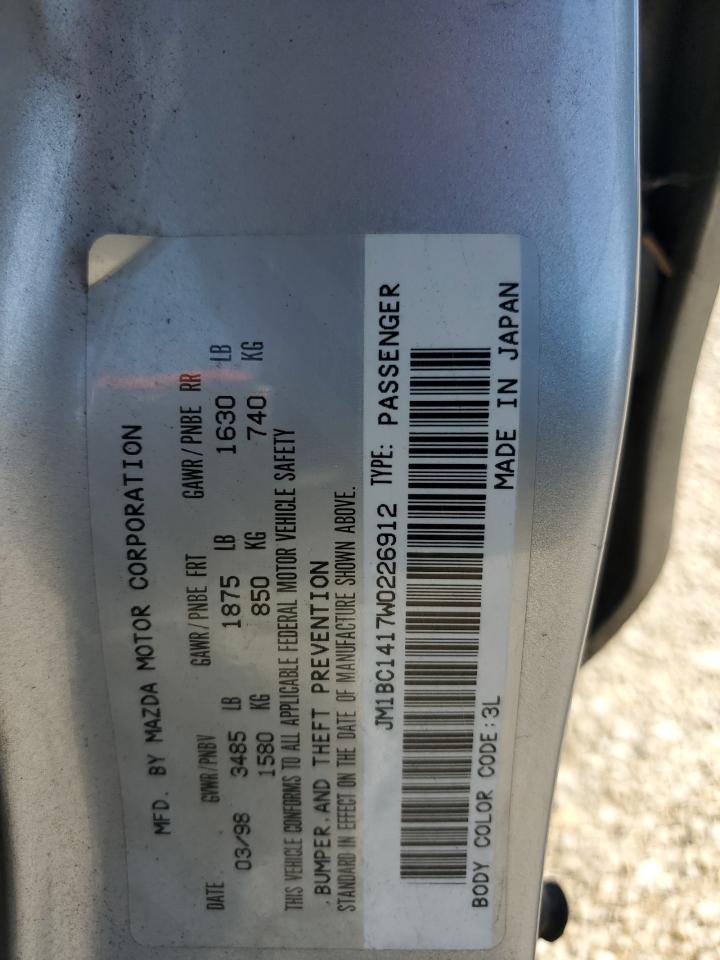 MFD. BY MAZDA MOTOR CORPORATION
DATE GVWR/PNBV GAWR/PNBE FRT GAWR/PNBE RR
03/98 3485 LB 1875 LB 1630 LB
1580 KG 850 KG 740 KG
THIS VEHICLE CONFORMS TO ALL APPLICABLE FEDERAL MOTOR VEHICLE SAFETY
,BUMPER,AND THEFT PREVENTION
STANDARD IN EFFECT ON THE DATE OF MANUFACTURE SHOWN ABOVE.
JM1BC1417W0226912 TYPE: PASSENGER
BODY COLOR CODE:3L MADE IN JAPAN